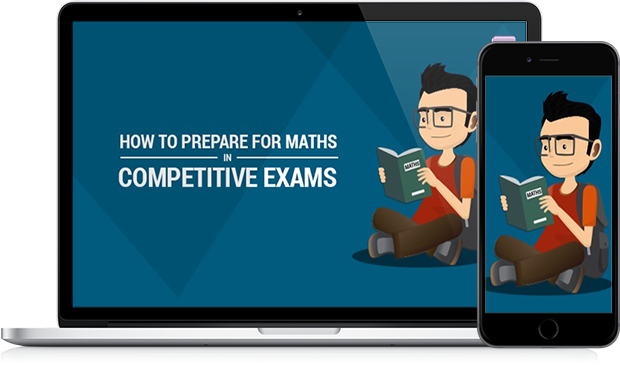 HOW TO PREPARE FOR MATHS
IN
COMPETITIVE EXAMS
MATHS
MATHS